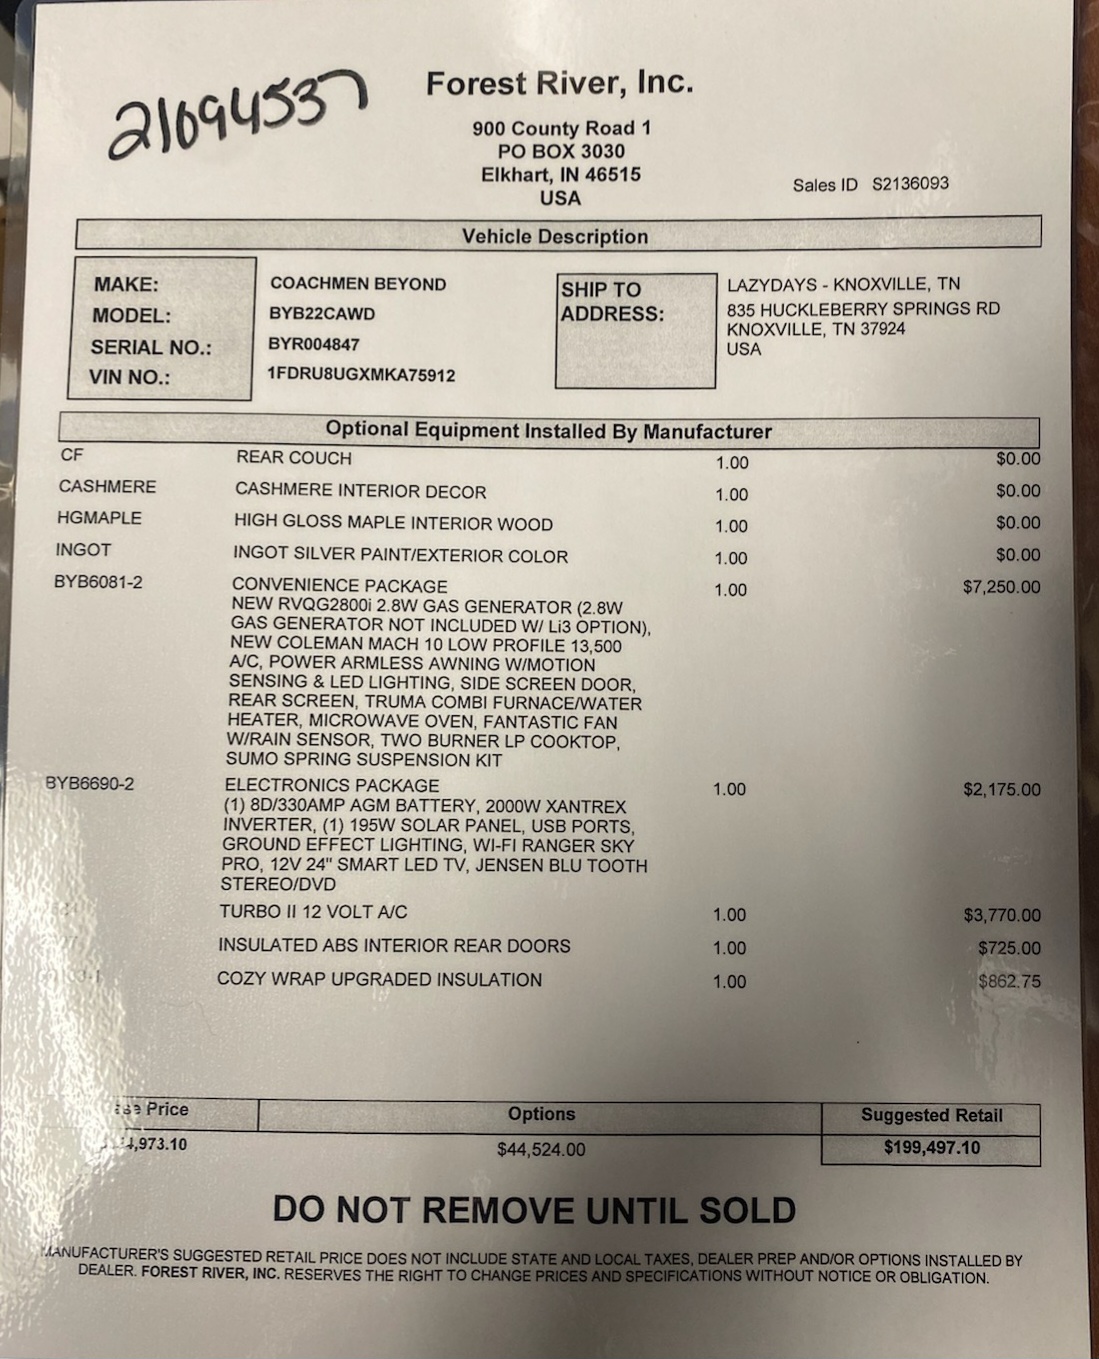 21094537
Forest River, Inc.
900 County Road 1
PO BOX 3030
Elkhart, IN 46515
USA
Sales ID S2136093
Vehicle Description
MAKE: COACHMEN BEYOND
MODEL: BYB22CAWD
SERIAL NO.: BYR004847
VIN NO.: 1FDRU8UGXMKA75912
SHIP TO ADDRESS:
LAZYDAYS - KNOXVILLE, TN
835 HUCKLEBERRY SPRINGS RD
KNOXVILLE, TN 37924
USA
Optional Equipment Installed By Manufacturer
CF REAR COUCH 1.00 $0.00
CASHMERE CASHMERE INTERIOR DECOR 1.00 $0.00
HGMAPLE HIGH GLOSS MAPLE INTERIOR WOOD 1.00 $0.00
INGOT INGOT SILVER PAINT/EXTERIOR COLOR 1.00 $0.00
BYB6081-2 CONVENIENCE PACKAGE 1.00 $7,250.00
NEW RVQG2800i 2.8W GAS GENERATOR (2.8W
GAS GENERATOR NOT INCLUDED W/ Li3 OPTION),
NEW COLEMAN MACH 10 LOW PROFILE 13,500
A/C, POWER ARMLESS AWNING W/MOTION
SENSING & LED LIGHTING, SIDE SCREEN DOOR,
REAR SCREEN, TRUMA COMBI FURNACE/WATER
HEATER, MICROWAVE OVEN, FANTASTIC FAN
W/RAIN SENSOR, TWO BURNER LP COOKTOP,
SUMO SPRING SUSPENSION KIT
BYB6690-2 ELECTRONICS PACKAGE 1.00 $2,175.00
(1) 8D/330AMP AGM BATTERY, 2000W XANTREX
INVERTER, (1) 195W SOLAR PANEL, USB PORTS,
GROUND EFFECT LIGHTING, WI-FI RANGER SKY
PRO, 12V 24" SMART LED TV, JENSEN BLU TOOTH
STEREO/DVD
TURBO II 12 VOLT A/C 1.00 $3,770.00
INSULATED ABS INTERIOR REAR DOORS 1.00 $725.00
COZY WRAP UPGRADED INSULATION 1.00 $862.75
Price Options Suggested Retail
$44,524.00 $199,497.10
DO NOT REMOVE UNTIL SOLD
MANUFACTURER'S SUGGESTED RETAIL PRICE DOES NOT INCLUDE STATE AND LOCAL TAXES, DEALER PREP AND/OR OPTIONS INSTALLED BY
DEALER. FOREST RIVER, INC. RESERVES THE RIGHT TO CHANGE PRICES AND SPECIFICATIONS WITHOUT NOTICE OR OBLIGATION.